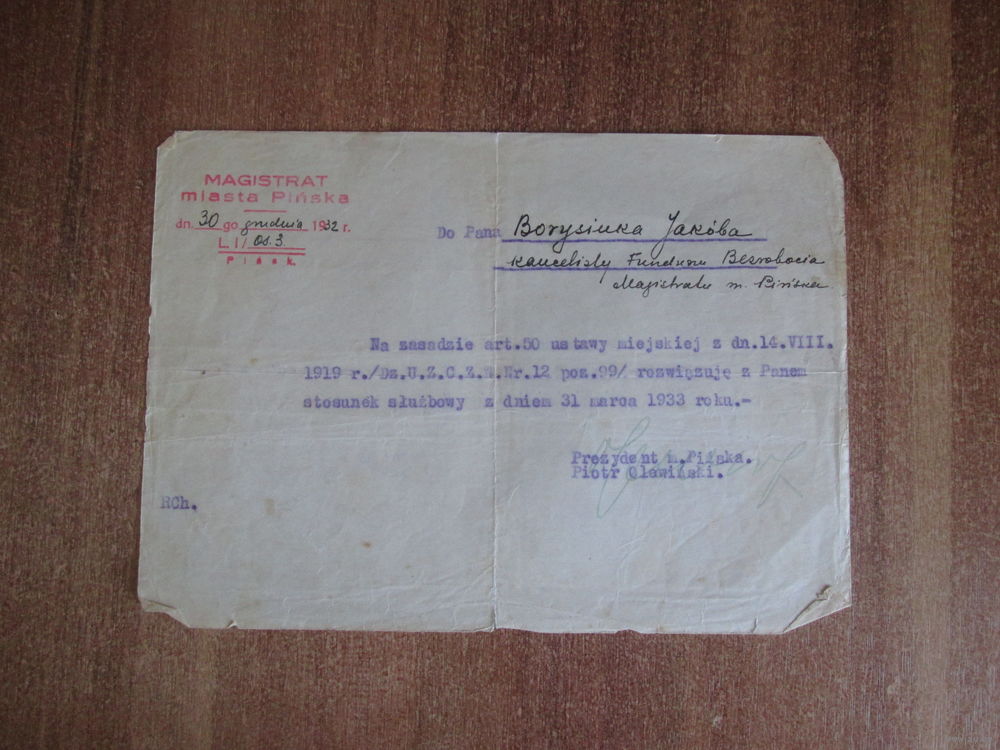 MAGISTRAT
miasta Pińska
dn. 30 go grudnia 1932 r.
L. I/ os. 3.
Pińsk.
Do Pana Borysiuka Jakóba
kancelisty Funduszu Bezrobocia
Magistratu m. Pińska
Na zasadzie art.50 ustawy miejskiej z dn.14.VIII.
1919 r./Dz.U.Z.C.Z.W.Nr.12 poz.99/ rozwiązuję z Panem
stosunek służbowy z dniem 31 marca 1933 roku.-
Prezydent m.Pińska.
Piotr Olewiński.
RCh.